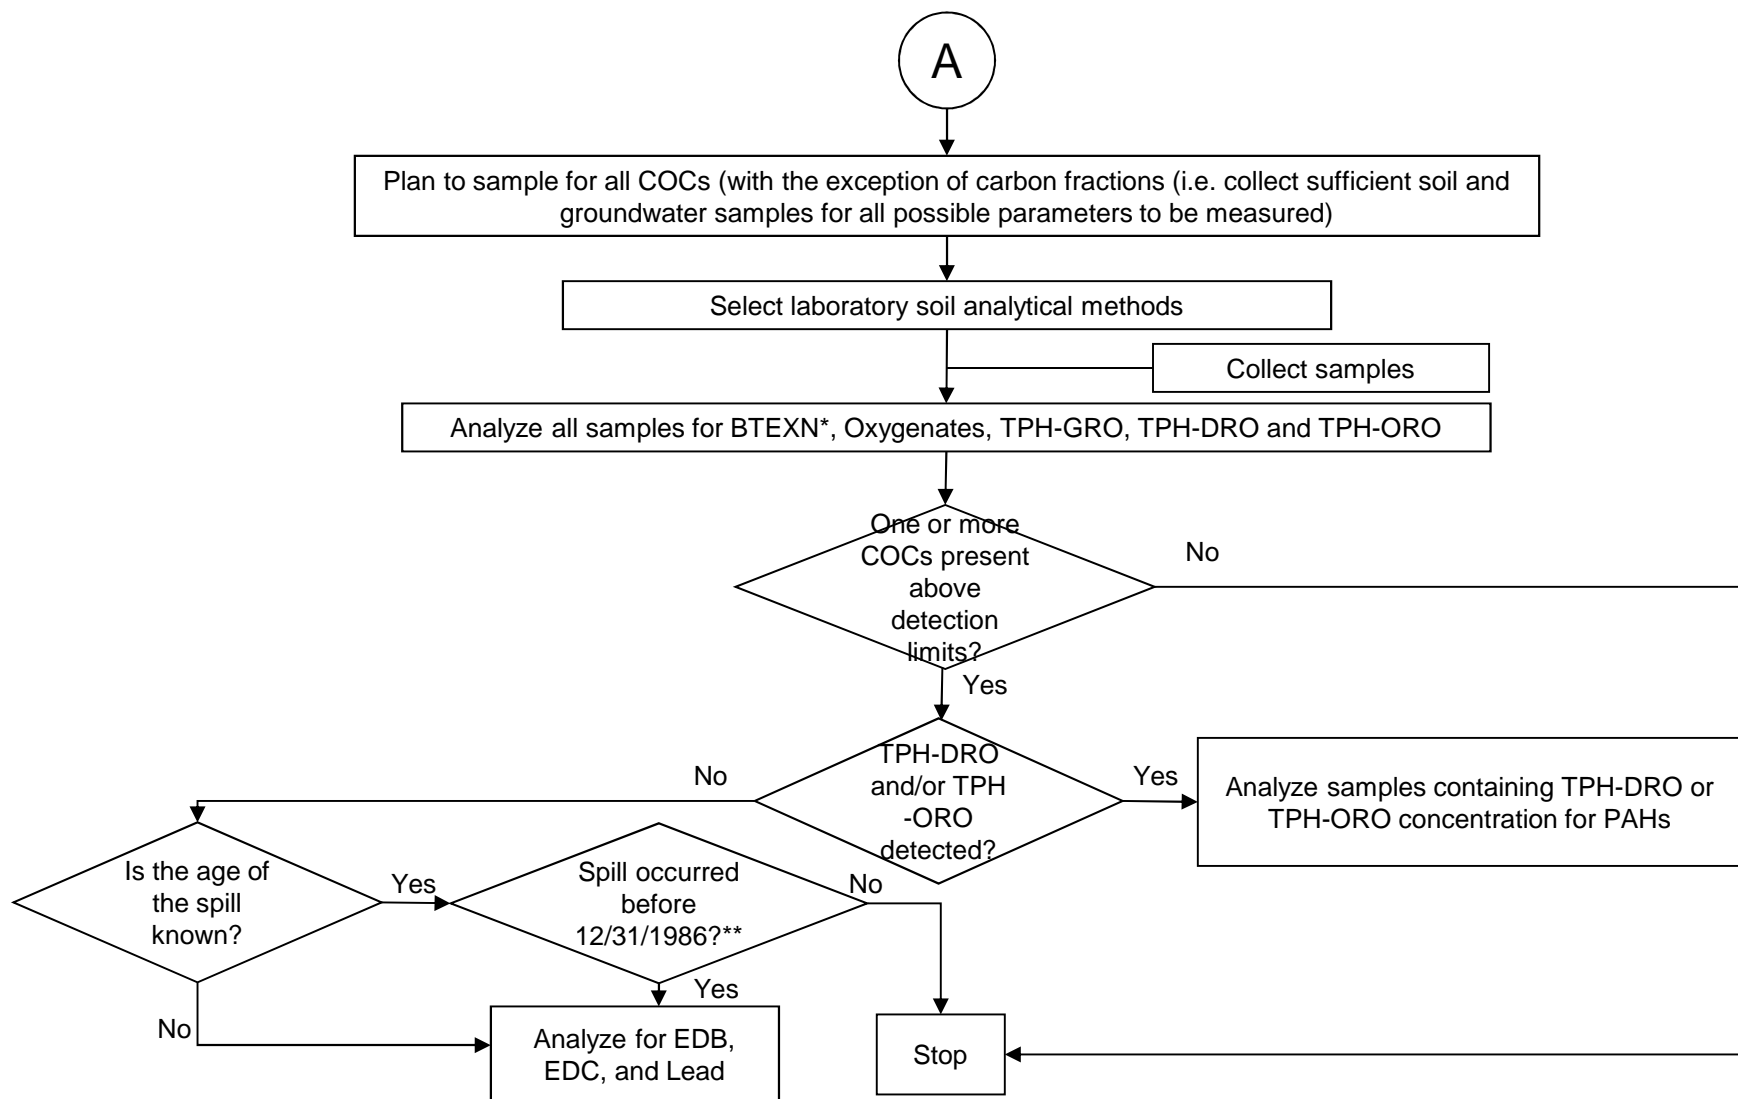 A
Plan to sample for all COCs (with the exception of carbon fractions (i.e. collect sufficient soil and
groundwater samples for all possible parameters to be measured)
Select laboratory soil analytical methods
Collect samples
Analyze all samples for BTEXN*, Oxygenates, TPH-GRO, TPH-DRO and TPH-ORO
One or more
COCs present
above
detection
limits?
No
Yes
TPH-DRO
and/or TPH
-ORO
detected?
No
Yes
Analyze samples containing TPH-DRO or
TPH-ORO concentration for PAHs
Is the age of
the spill
known?
Yes
Spill occurred
before
12/31/1986?**
No
Yes
No
Analyze for EDB,
EDC, and Lead
Stop